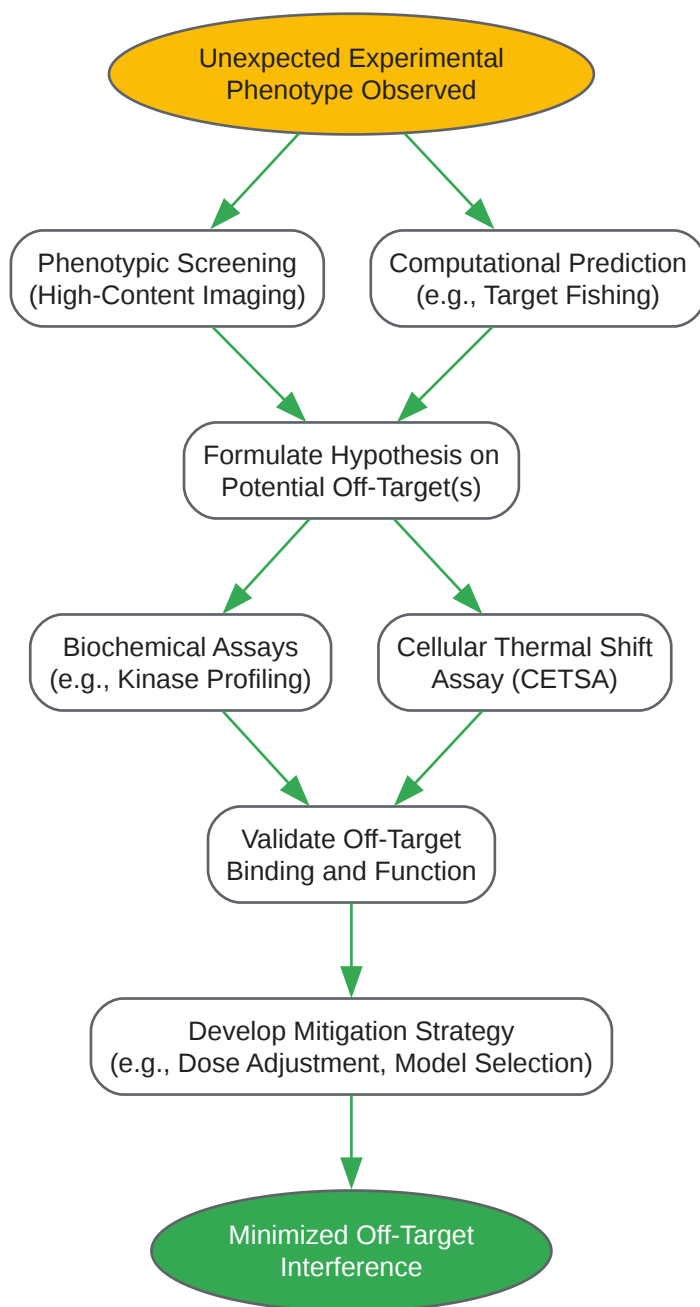 Unexpected Experimental
Phenotype Observed
Phenotypic Screening
(High-Content Imaging)
Computational Prediction
(e.g., Target Fishing)
Formulate Hypothesis on
Potential Off-Target(s)
Biochemical Assays
(e.g., Kinase Profiling)
Cellular Thermal Shift
Assay (CETSA)
Validate Off-Target
Binding and Function
Develop Mitigation Strategy
(e.g., Dose Adjustment, Model Selection)
Minimized Off-Target
Interference